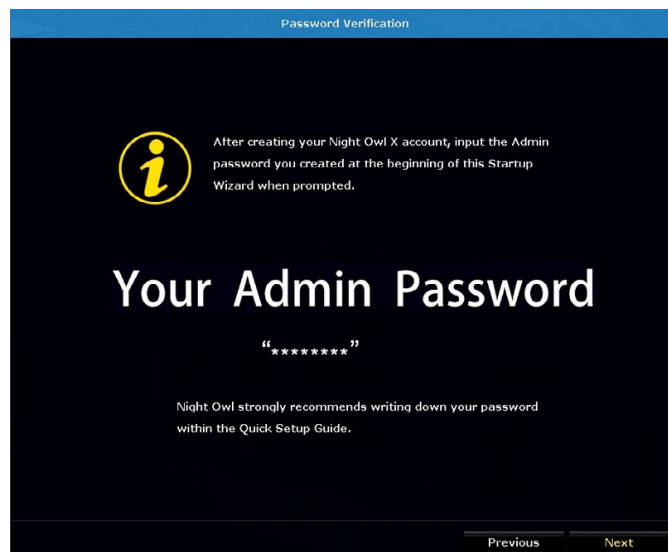 Password Verification
After creating your Night Owl X account, input the Admin
password you created at the beginning of this Startup
Wizard when prompted.
Your Admin Password
“********”
Night Owl strongly recommends writing down your password
within the Quick Setup Guide.
Previous Next